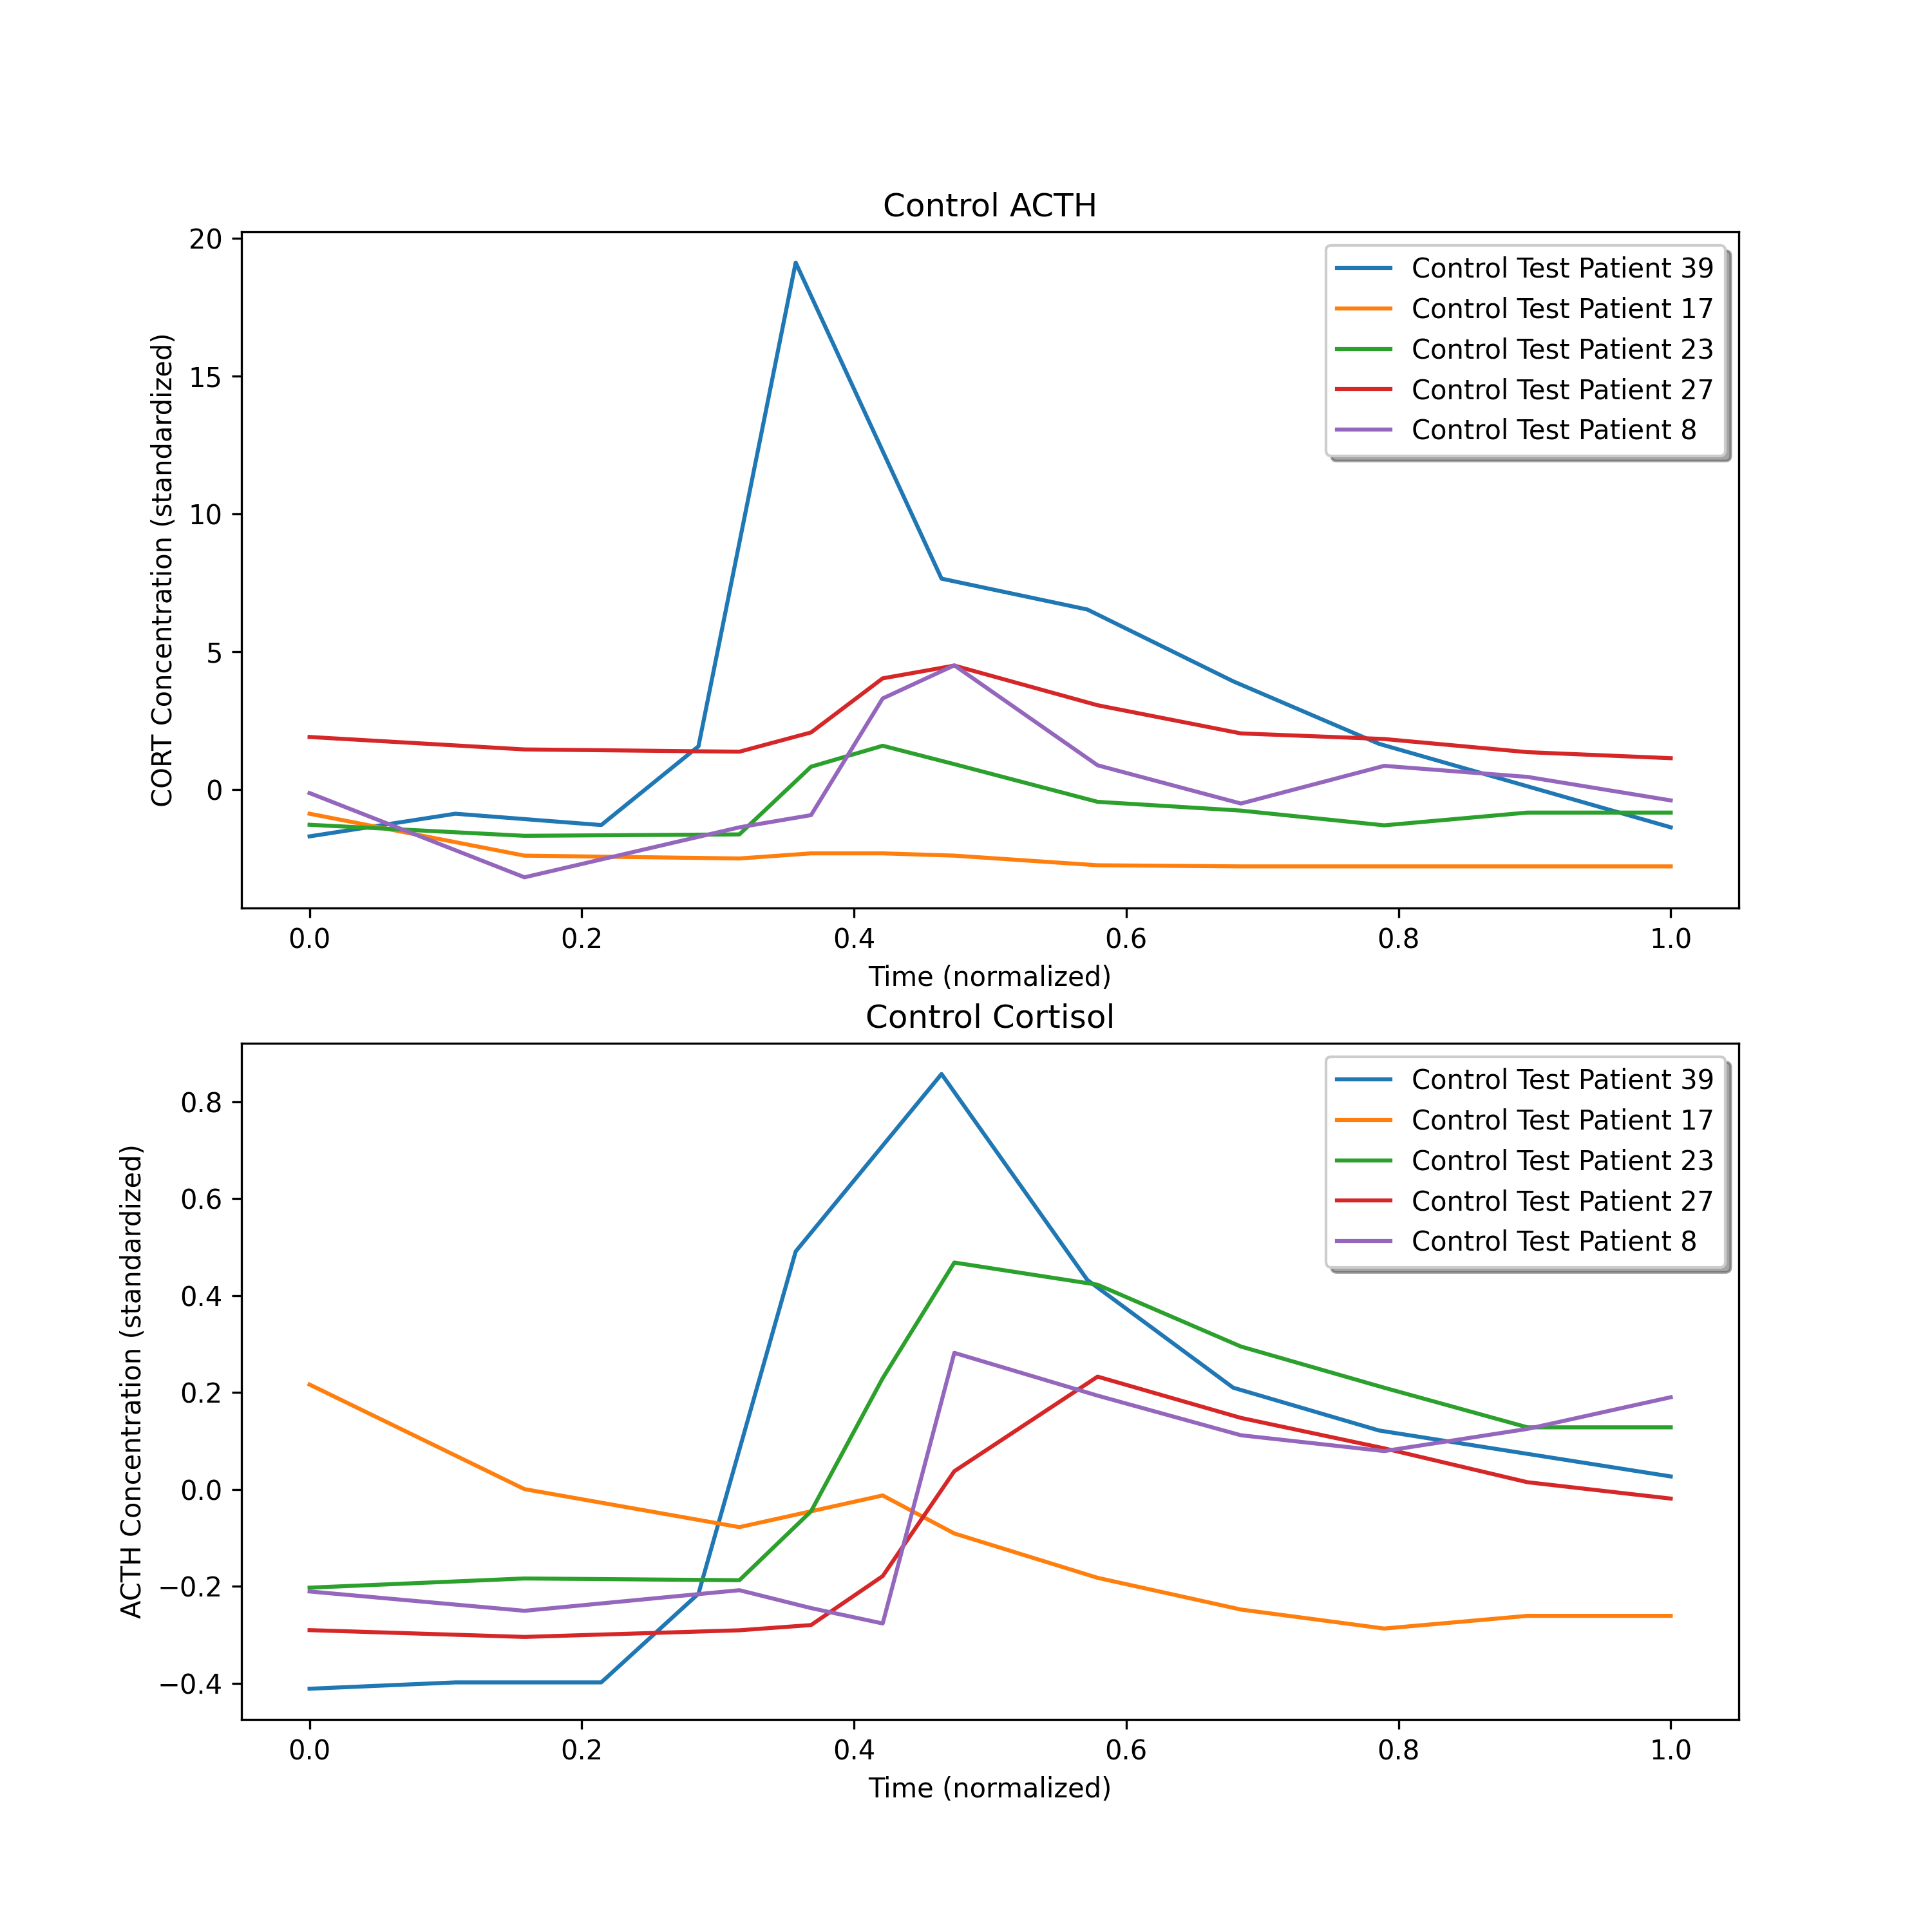 Control ACTH
CORT Concentration (standardized)
20
15
10
5
0
Control Test Patient 39
Control Test Patient 17
Control Test Patient 23
Control Test Patient 27
Control Test Patient 8
0.0 0.2 0.4 0.6 0.8 1.0
Time (normalized)
Control Cortisol
ACTH Concentration (standardized)
0.8
0.6
0.4
0.2
0.0
−0.2
−0.4
Control Test Patient 39
Control Test Patient 17
Control Test Patient 23
Control Test Patient 27
Control Test Patient 8
0.0 0.2 0.4 0.6 0.8 1.0
Time (normalized)